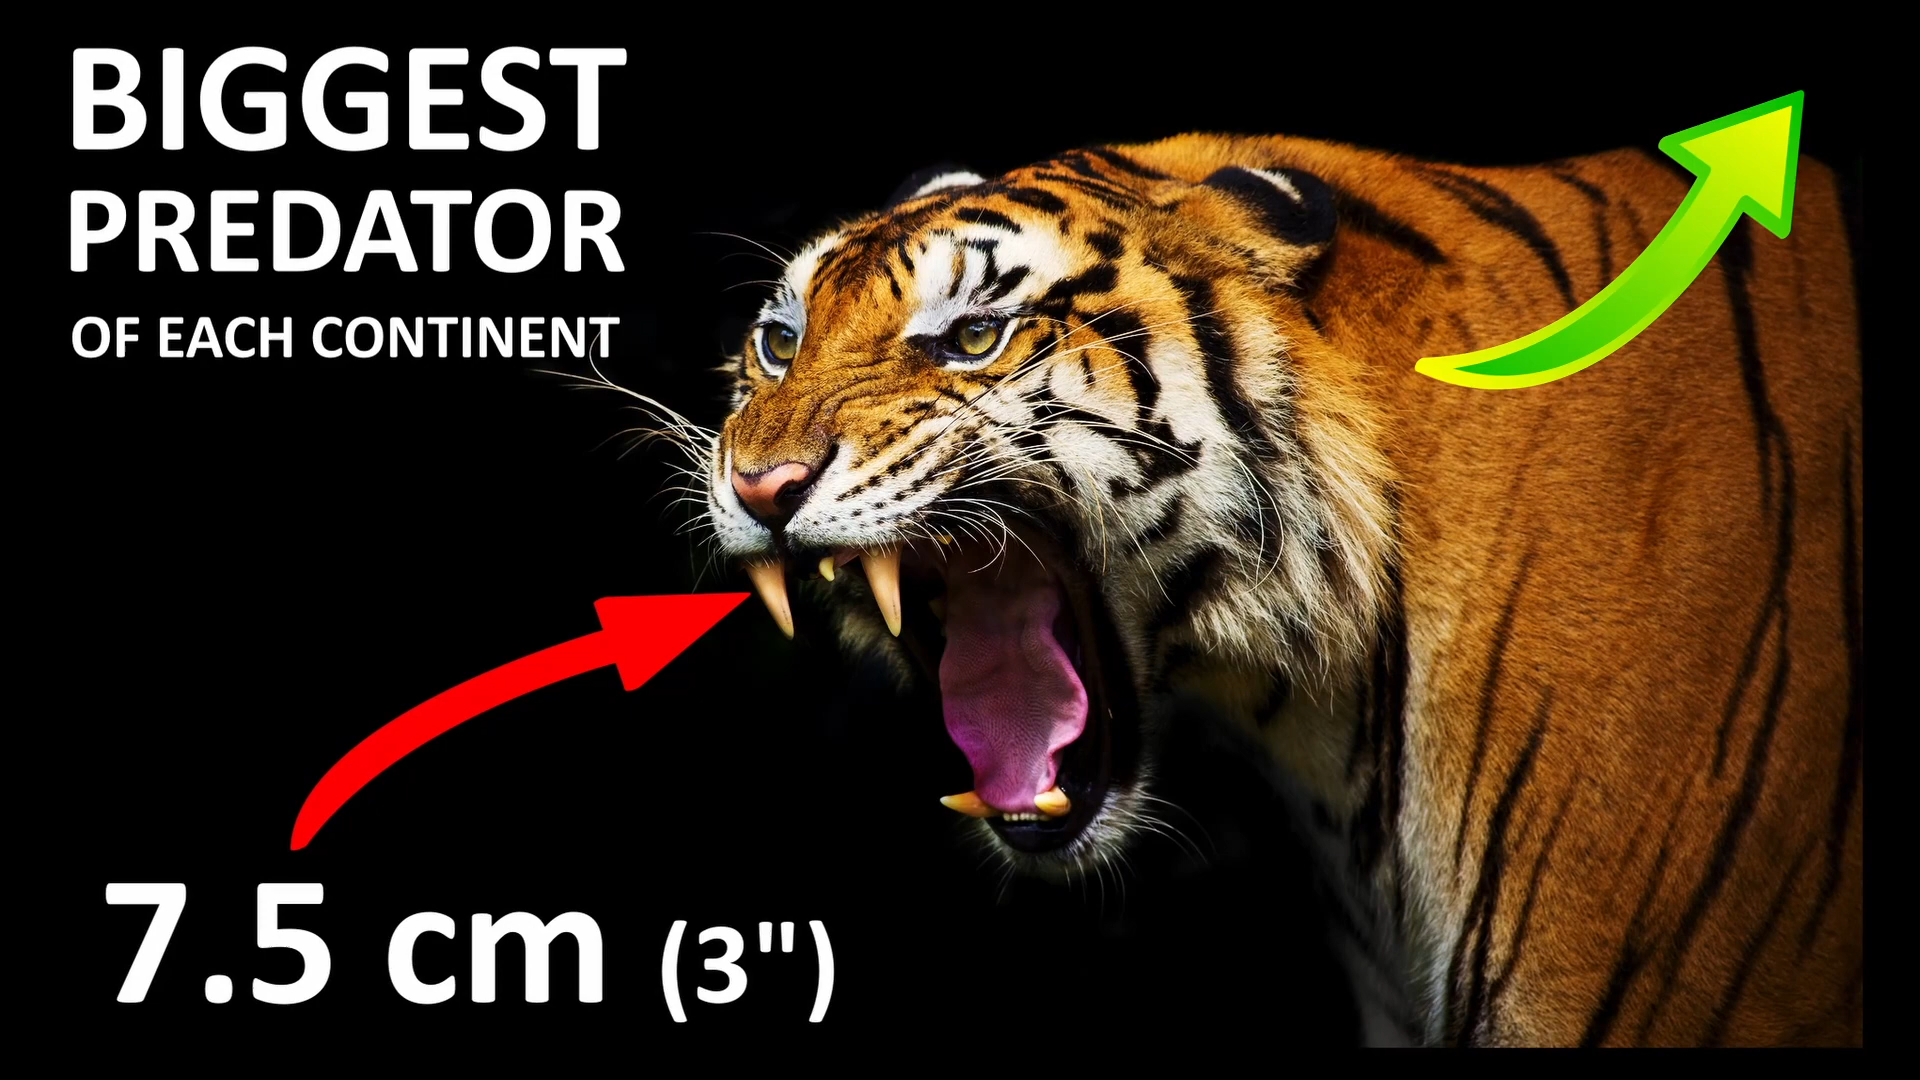 BIGGEST
PREDATOR
OF EACH CONTINENT
7.5 cm (3")